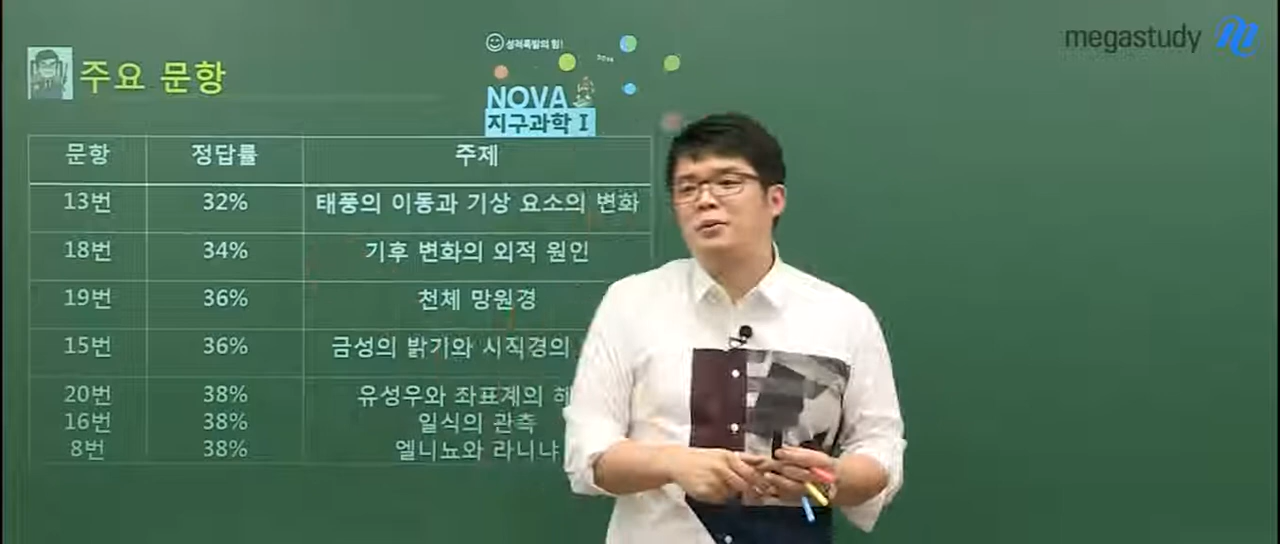 megastudy
성적폭발의 힘!
주요 문항
NOVA
지구과학 I
문항 정답률 주제
13번 32% 태풍의 이동과 기상 요소의 변화
18번 34% 기후 변화의 외적 원인
19번 36% 천체 망원경
15번 36% 금성의 밝기와 시직경의
20번 38% 유성우와 좌표계의
16번 38% 일식의 관측
8번 38% 엘니뇨와 라니냐